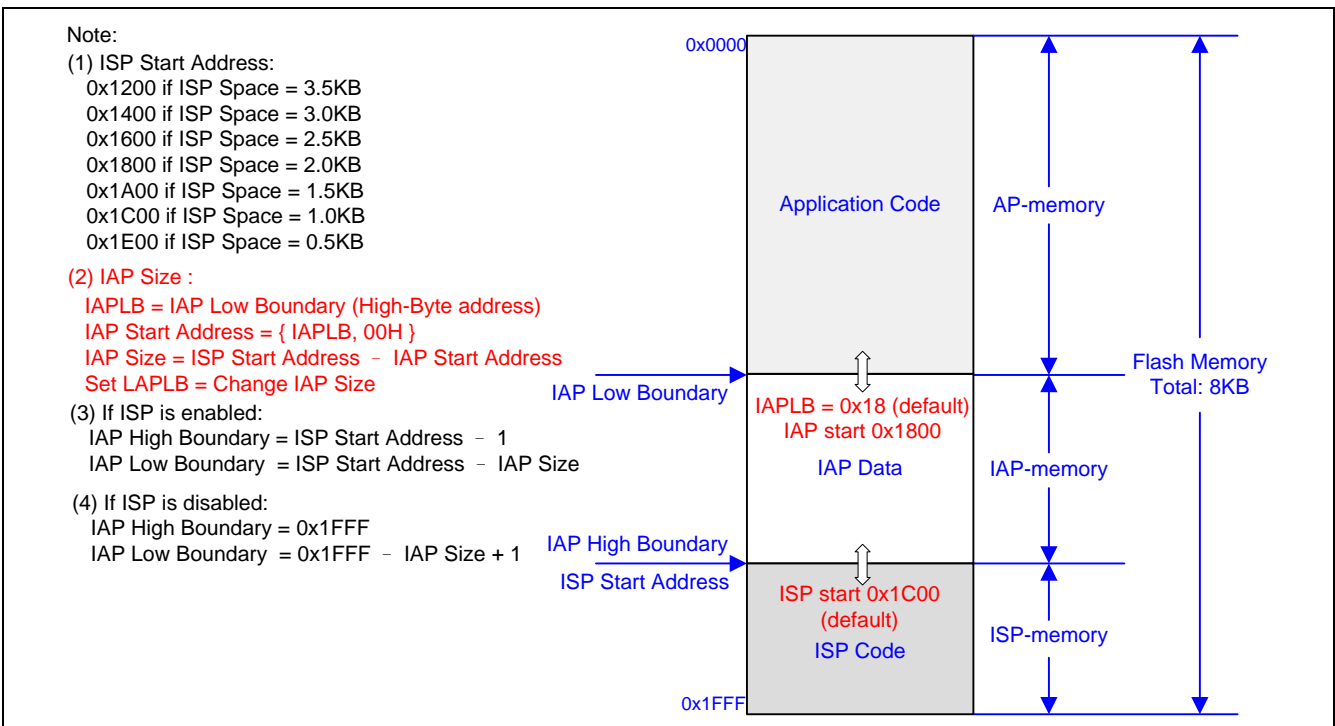 Note:
(1) ISP Start Address:
0x1200 if ISP Space = 3.5KB
0x1400 if ISP Space = 3.0KB
0x1600 if ISP Space = 2.5KB
0x1800 if ISP Space = 2.0KB
0x1A00 if ISP Space = 1.5KB
0x1C00 if ISP Space = 1.0KB
0x1E00 if ISP Space = 0.5KB
(2) IAP Size :
IAPLB = IAP Low Boundary (High-Byte address)
IAP Start Address = { IAPLB, 00H }
IAP Size = ISP Start Address – IAP Start Address
Set LAPLB = Change IAP Size
(3) If ISP is enabled:
IAP High Boundary = ISP Start Address – 1
IAP Low Boundary = ISP Start Address – IAP Size
(4) If ISP is disabled:
IAP High Boundary = 0x1FFF
IAP Low Boundary = 0x1FFF – IAP Size + 1
0x0000
Application Code
AP-memory
Flash Memory
Total: 8KB
IAP Low Boundary
IAPLB = 0x18 (default)
IAP start 0x1800
IAP Data
IAP-memory
IAP High Boundary
ISP Start Address
ISP start 0x1C00
(default)
ISP Code
ISP-memory
0x1FFF